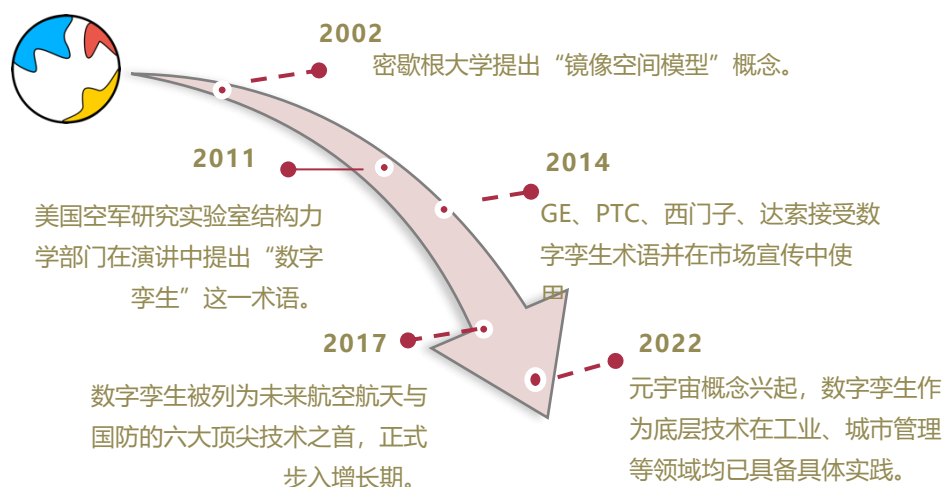 2002
密歇根大学提出“镜像空间模型”概念。
2011
美国空军研究实验室结构力
学部门在演讲中提出“数字
孪生”这一术语。
2014
GE、PTC、西门子、达索接受数
字孪生术语并在市场宣传中使
用
2017
数字孪生被列为未来航空航天与
国防的六大顶尖技术之首，正式
步入增长期。
2022
元宇宙概念兴起，数字孪生作
为底层技术在工业、城市管理
等领域均已具备具体实践。